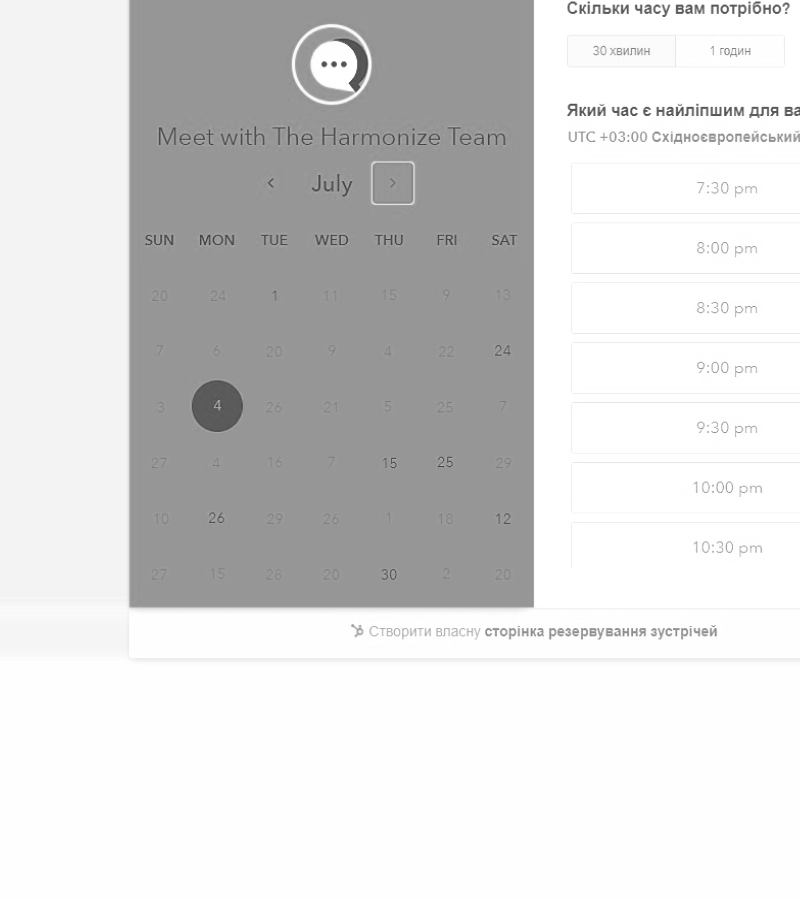 Meet with The Harmonize Team
July
SUN MON TUE WED THU FRI SAT
20 24 1 11 15 9 13
7 6 20 9 4 22 24
3 4 26 21 5 25 7
27 4 16 7 15 25 29
10 26 29 26 1 18 12
27 15 28 20 30 2 20
Скільки часу вам потрібно?
30 хвилин 1 годин
Який час є найліпшим для ва
UTC +03:00 Східноєвропейський
7:30 pm
8:00 pm
8:30 pm
9:00 pm
9:30 pm
10:00 pm
10:30 pm
Створити власну сторінка резервування зустрічей